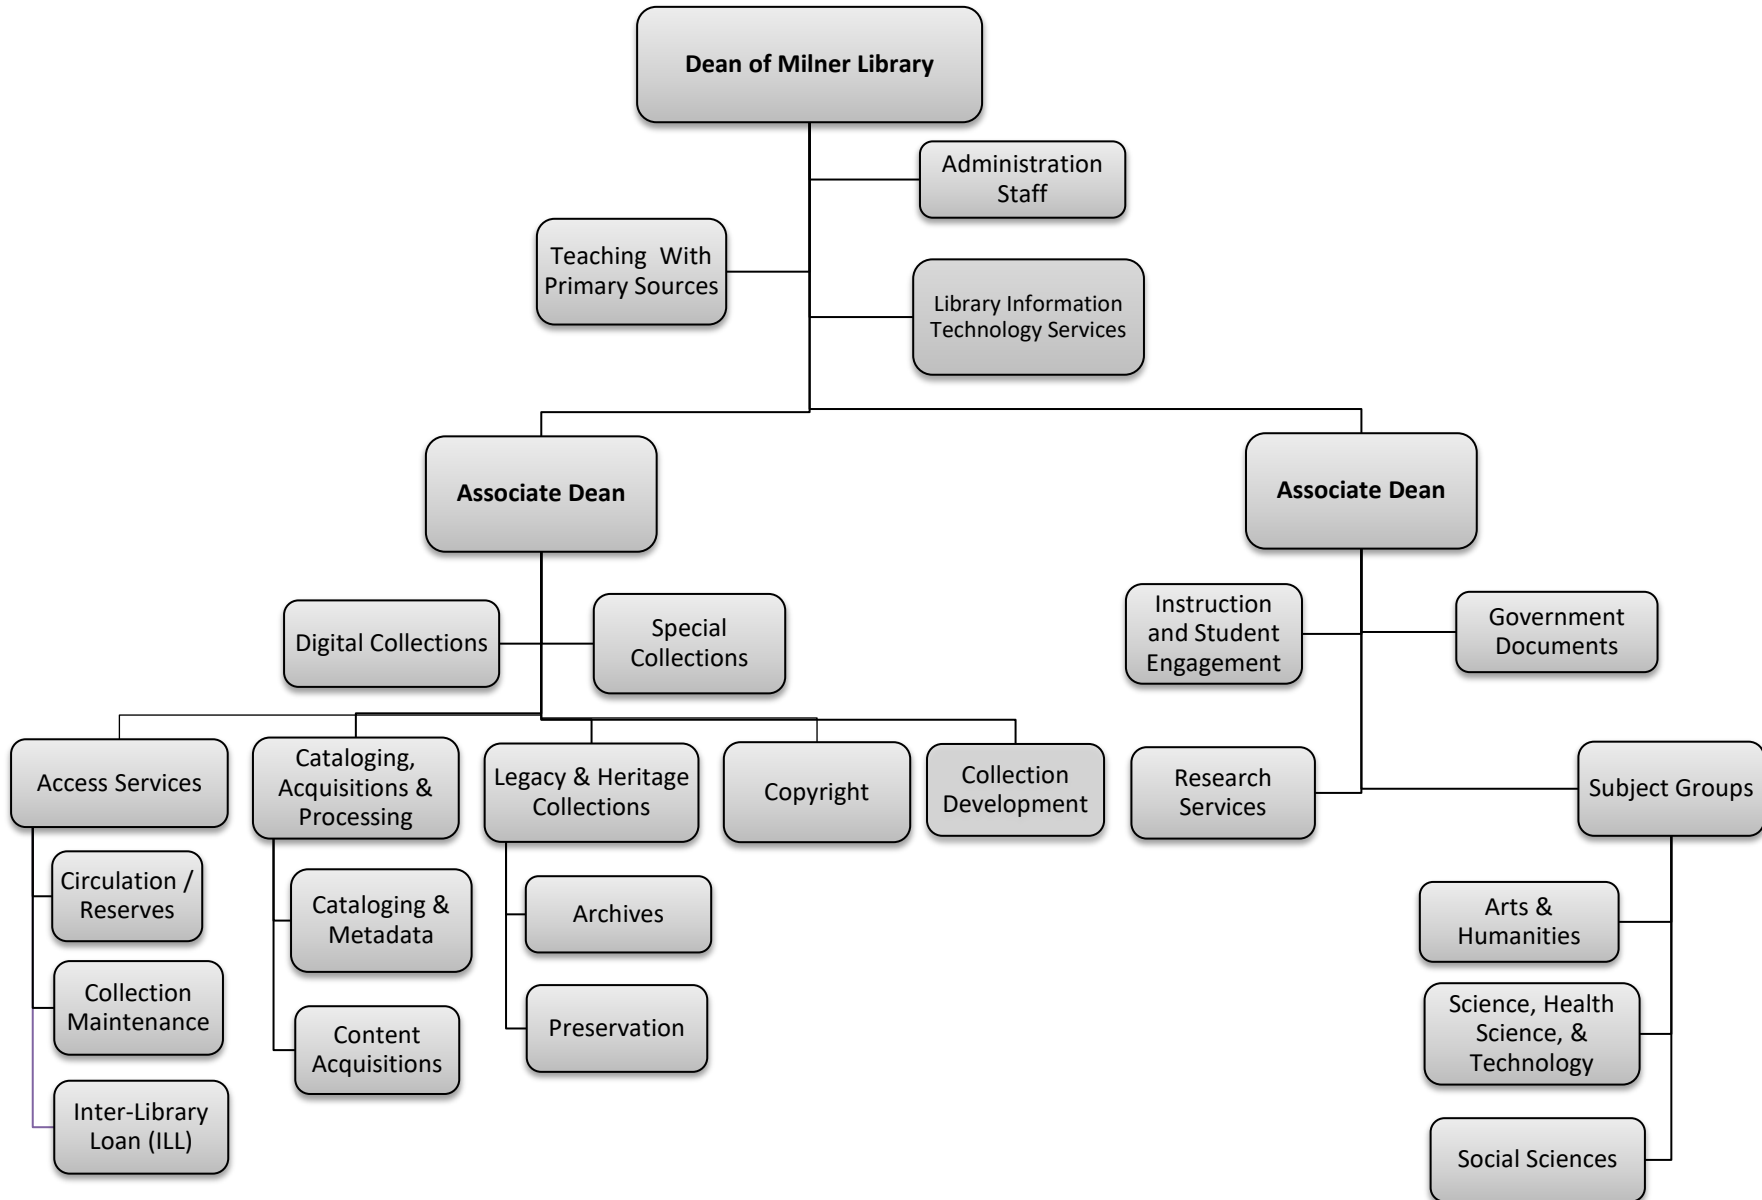 Dean of Milner Library
Administration
Staff
Teaching With
Primary Sources
Library Information
Technology Services
Associate Dean
Associate Dean
Digital Collections
Special
Collections
Instruction
and Student
Engagement
Government
Documents
Access Services
Cataloging,
Acquisitions &
Processing
Legacy & Heritage
Collections
Copyright
Collection
Development
Research
Services
Subject Groups
Circulation /
Reserves
Collection
Maintenance
Inter-Library
Loan (ILL)
Cataloging &
Metadata
Content
Acquisitions
Archives
Preservation
Arts &
Humanities
Science, Health
Science, &
Technology
Social Sciences